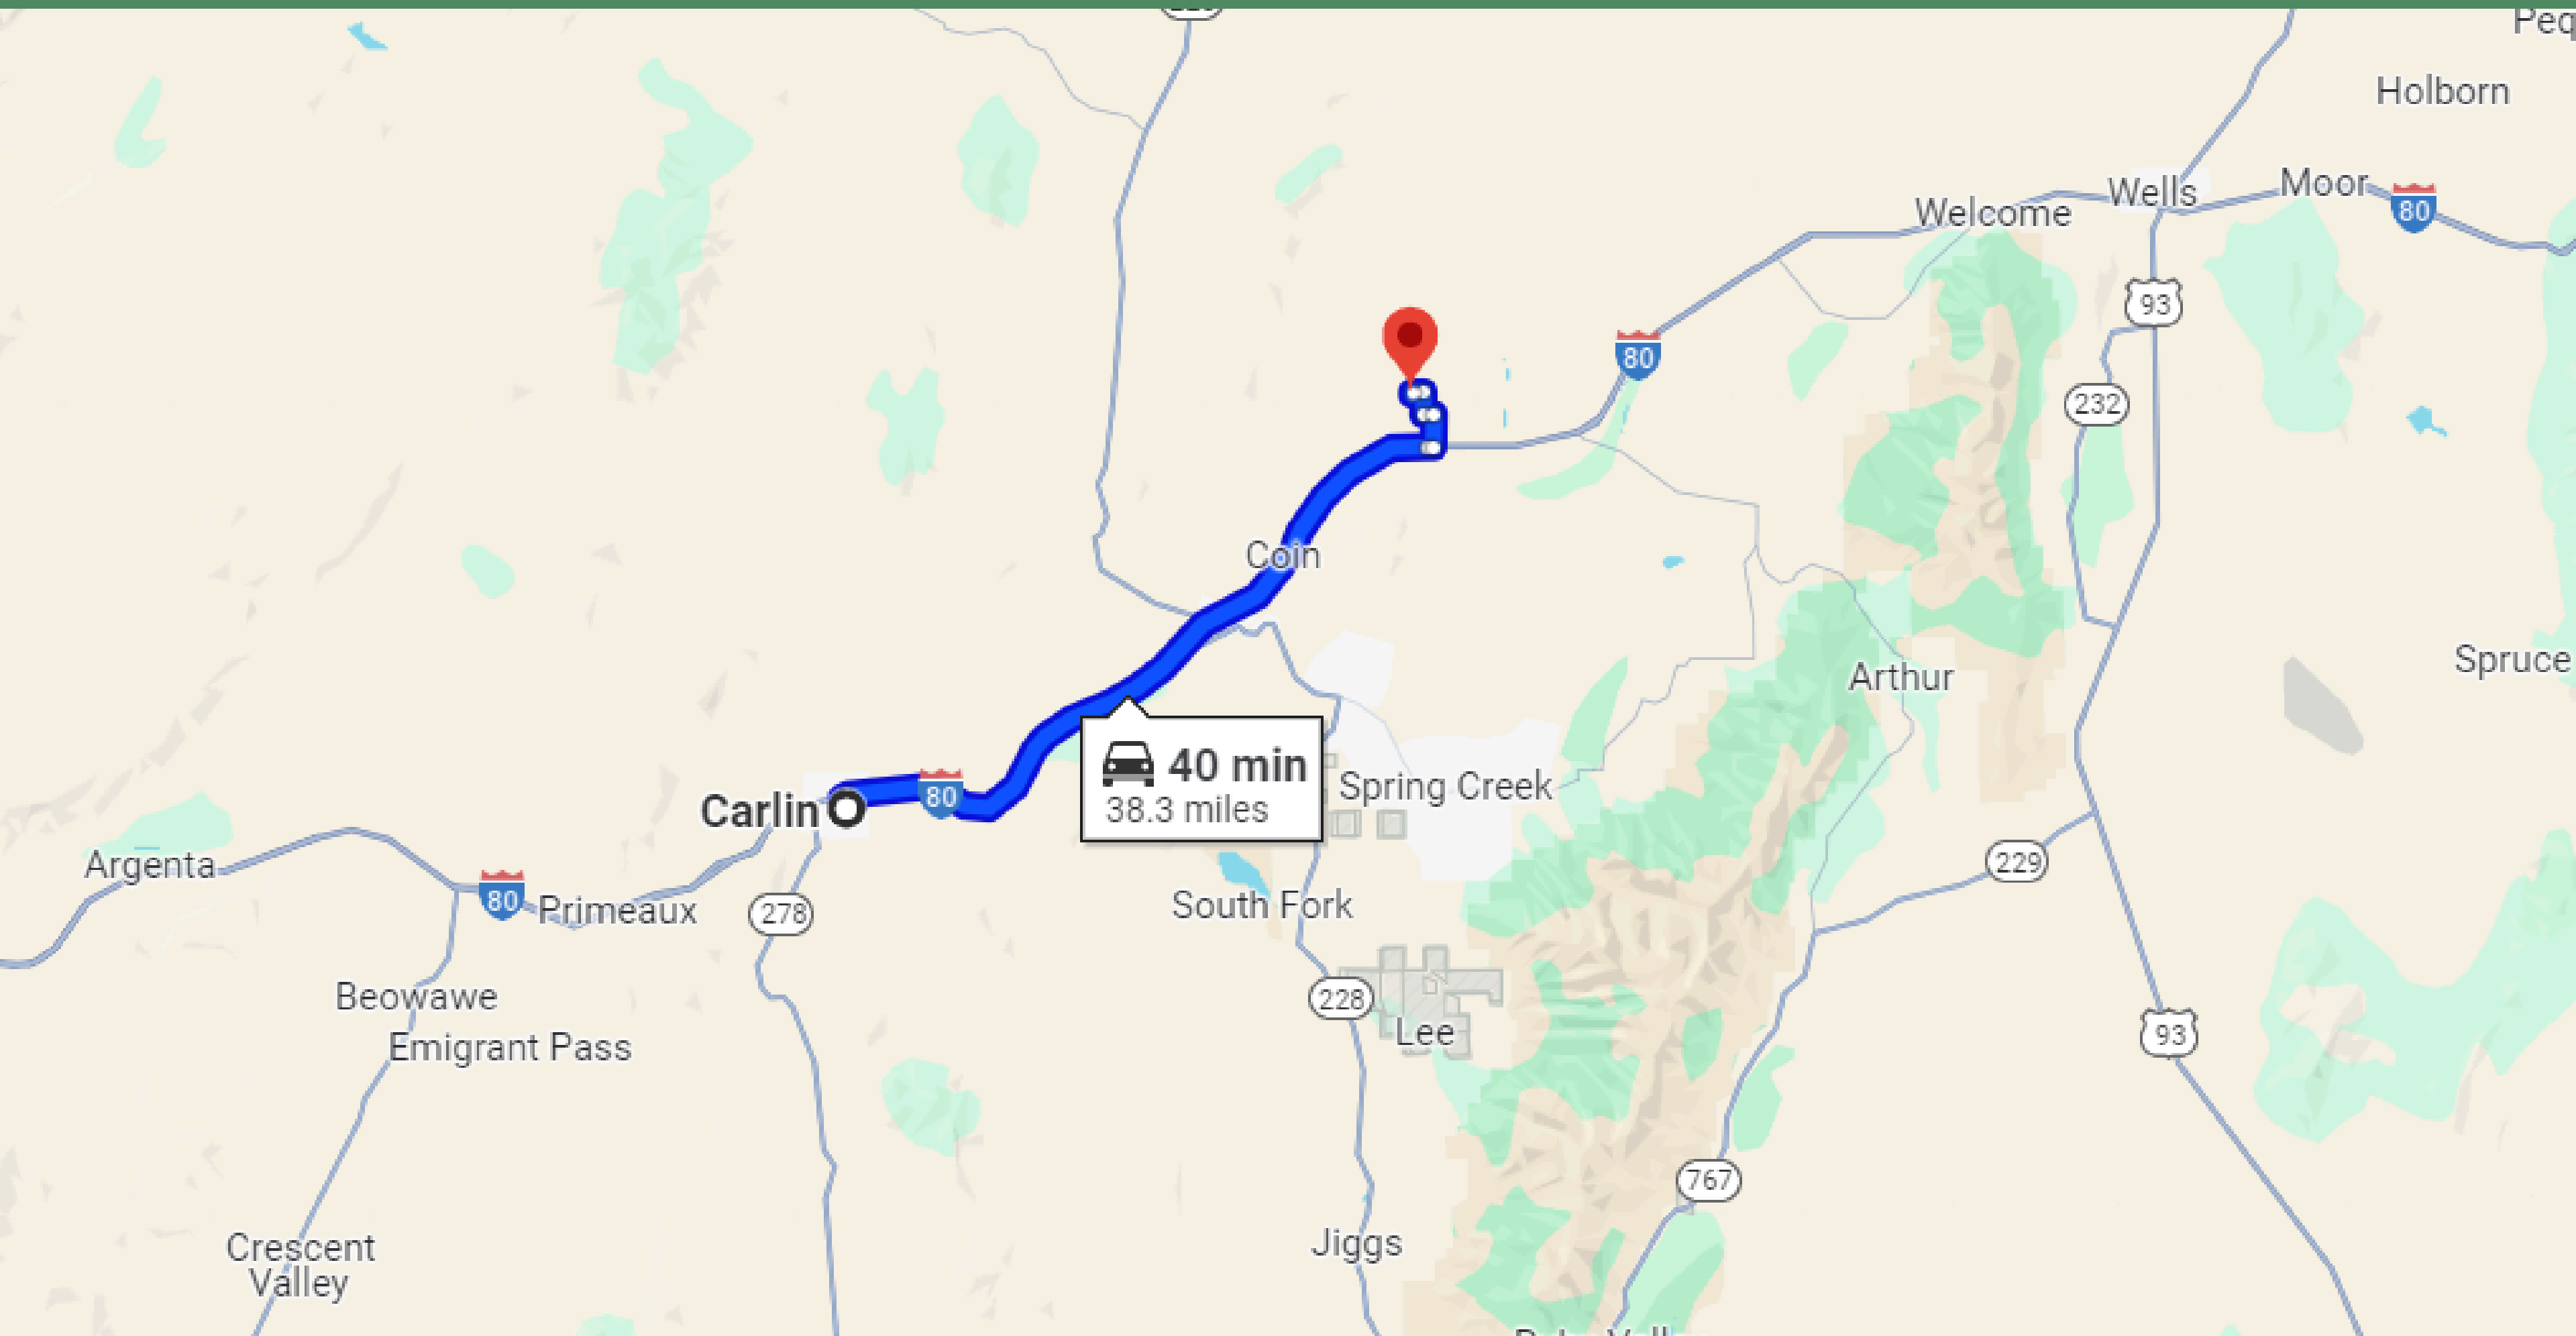 Holborn
Moor
Wells
80
Welcome
93
80
232
Coin
Spruce
Arthur
40 min
38.3 miles
Spring Creek
80
Carlin
Argenta
229
80
Primeaux
278
South Fork
Beowawe
228
Lee
93
Emigrant Pass
767
Jiggs
Crescent
Valley